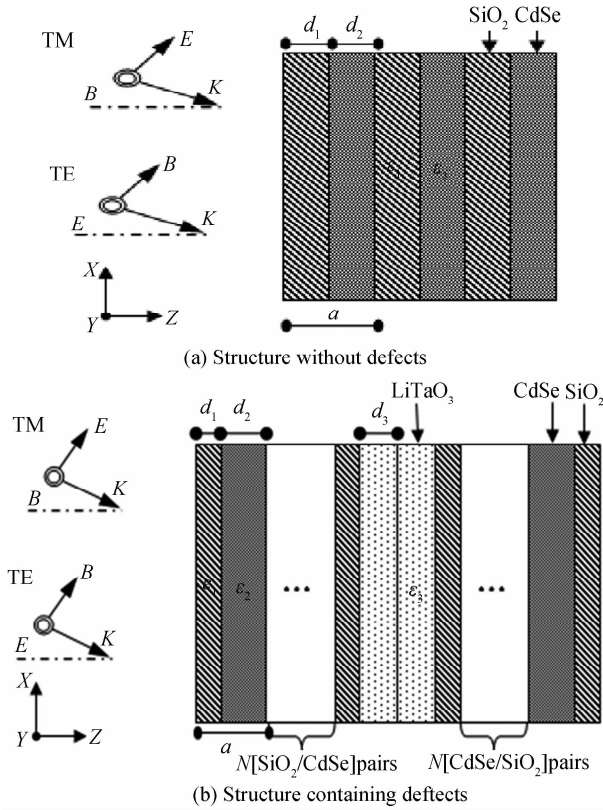 d₁ d₂ SiO₂ CdSe
TM E
B K
TE B
E K
ε₁ ε₂
X
Y Z
a
(a) Structure without defects
LiTaO₃
d₁ d₂ d₃ CdSe SiO₂
TM E
B K
TE B
E K
ε₁ ε₂ ... ε₃ ...
X
Y Z
a
N[SiO₂/CdSe]pairs N[CdSe/SiO₂]pairs
(b) Structure containing defects